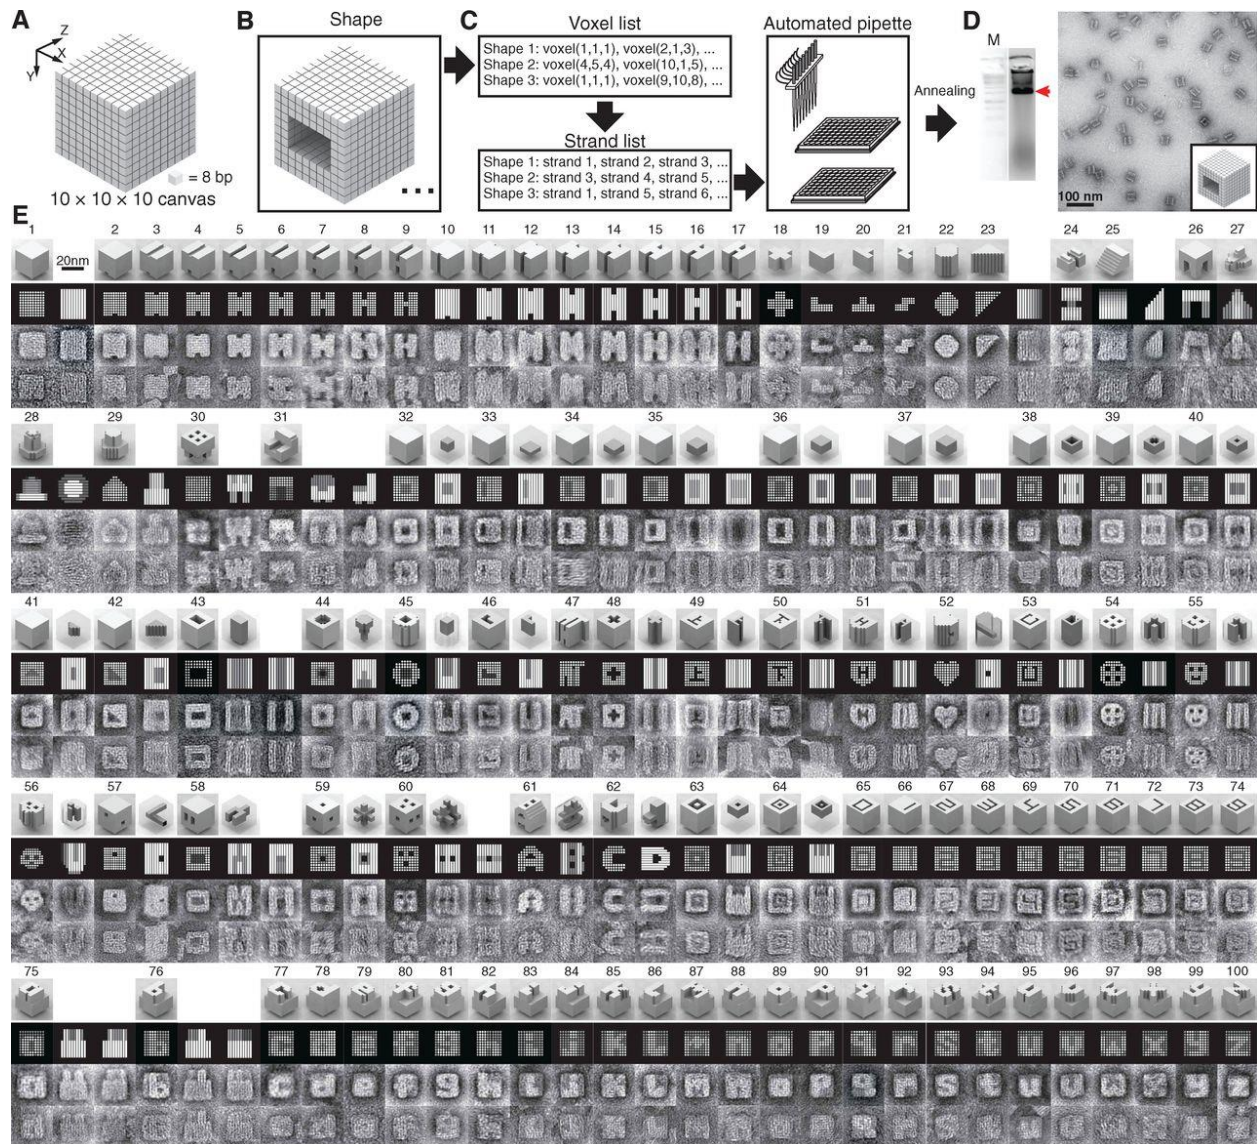 A
B
C
D
Z
X
Y
= 8 bp
10 × 10 × 10 canvas
Shape
Voxel list
Shape 1: voxel(1,1,1), voxel(2,1,3), ...
Shape 2: voxel(4,5,4), voxel(10,1,5), ...
Shape 3: voxel(1,1,1), voxel(9,10,8), ...
Strand list
Shape 1: strand 1, strand 2, strand 3, ...
Shape 2: strand 3, strand 4, strand 5, ...
Shape 3: strand 1, strand 5, strand 6, ...
Automated pipette
Annealing
M
100 nm
E
1 2 3 4 5 6 7 8 9 10 11 12 13 14 15 16 17 18 19 20 21 22 23 24 25 26 27
20nm
28 29 30 31 32 33 34 35 36 37 38 39 40
41 42 43 44 45 46 47 48 49 50 51 52 53 54 55
56 57 58 59 60 61 62 63 64 65 66 67 68 69 70 71 72 73 74
75 76 77 78 79 80 81 82 83 84 85 86 87 88 89 90 91 92 93 94 95 96 97 98 99 100